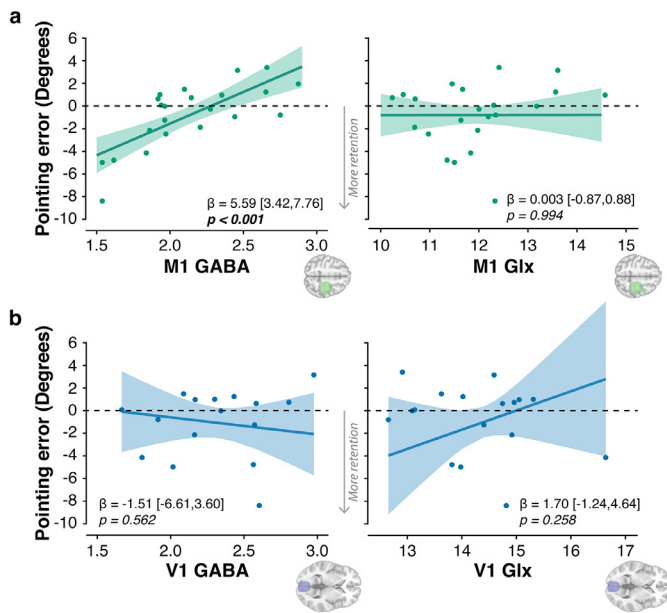 a
Pointing error (Degrees)
6
4
2
0
-2
-4
-6
-8
-10
More retention
β = 5.59 [3.42,7.76]
p < 0.001
1.5 2.0 2.5 3.0
M1 GABA
β = 0.003 [-0.87,0.88]
p = 0.994
10 11 12 13 14 15
M1 Glx
b
Pointing error (Degrees)
6
4
2
0
-2
-4
-6
-8
-10
More retention
β = -1.51 [-6.61,3.60]
p = 0.562
1.5 2.0 2.5 3.0
V1 GABA
β = 1.70 [-1.24,4.64]
p = 0.258
13 14 15 16 17
V1 Glx